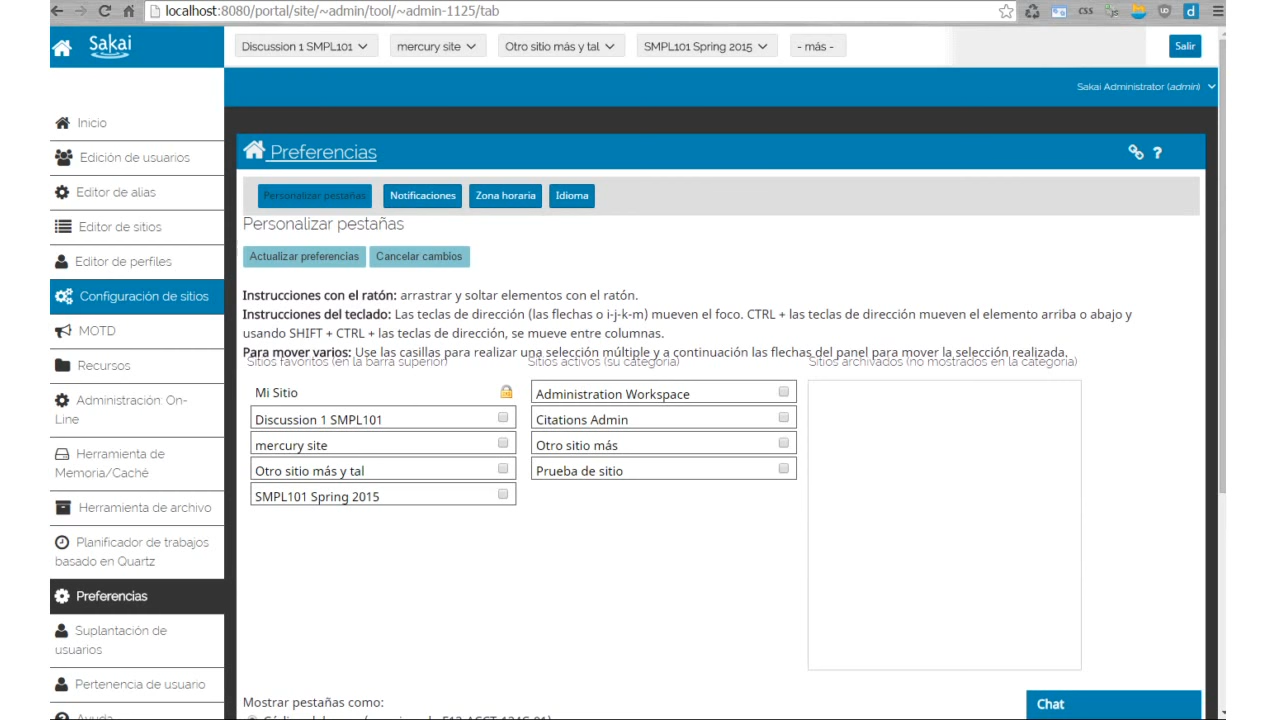 localhost:8080/portal/site/~admin/tool/~admin-1125/tab
CSS
d
Sakai
Discussion 1 SMPL101
mercury site
Otro sitio más y tal
SMPL101 Spring 2015
- más -
Salir
Sakai Administrator (admin)
Inicio
Edición de usuarios
Editor de alias
Editor de sitios
Editor de perfiles
Configuración de sitios
MOTD
Recursos
Administración: On-
Line
Herramienta de
Memoria/Caché
Herramienta de archivo
Planificador de trabajos
basado en Quartz
Preferencias
Suplantación de
usuarios
Pertenencia de usuario
Ayuda
Preferencias
?
Personalizar pestañas
Notificaciones
Zona horaria
Idioma
Personalizar pestañas
Actualizar preferencias
Cancelar cambios
Instrucciones con el ratón: arrastrar y soltar elementos con el ratón.
Instrucciones del teclado: Las teclas de dirección (las flechas o i-j-k-m) mueven el foco. CTRL + las teclas de dirección mueven el elemento arriba o abajo y
usando SHIFT + CTRL + las teclas de dirección, se mueve entre columnas.
Para mover varios: Use las casillas para realizar una selección múltiple y a continuación las flechas del panel para mover la selección realizada.
Sitios favoritos (en la barra superior)
Sitios activos (su categoría)
Sitios archivados (no mostrados en la categoría)
Mi Sitio
Discussion 1 SMPL101
mercury site
Otro sitio más y tal
SMPL101 Spring 2015
Administration Workspace
Citations Admin
Otro sitio más
Prueba de sitio
Mostrar pestañas como:
Chat